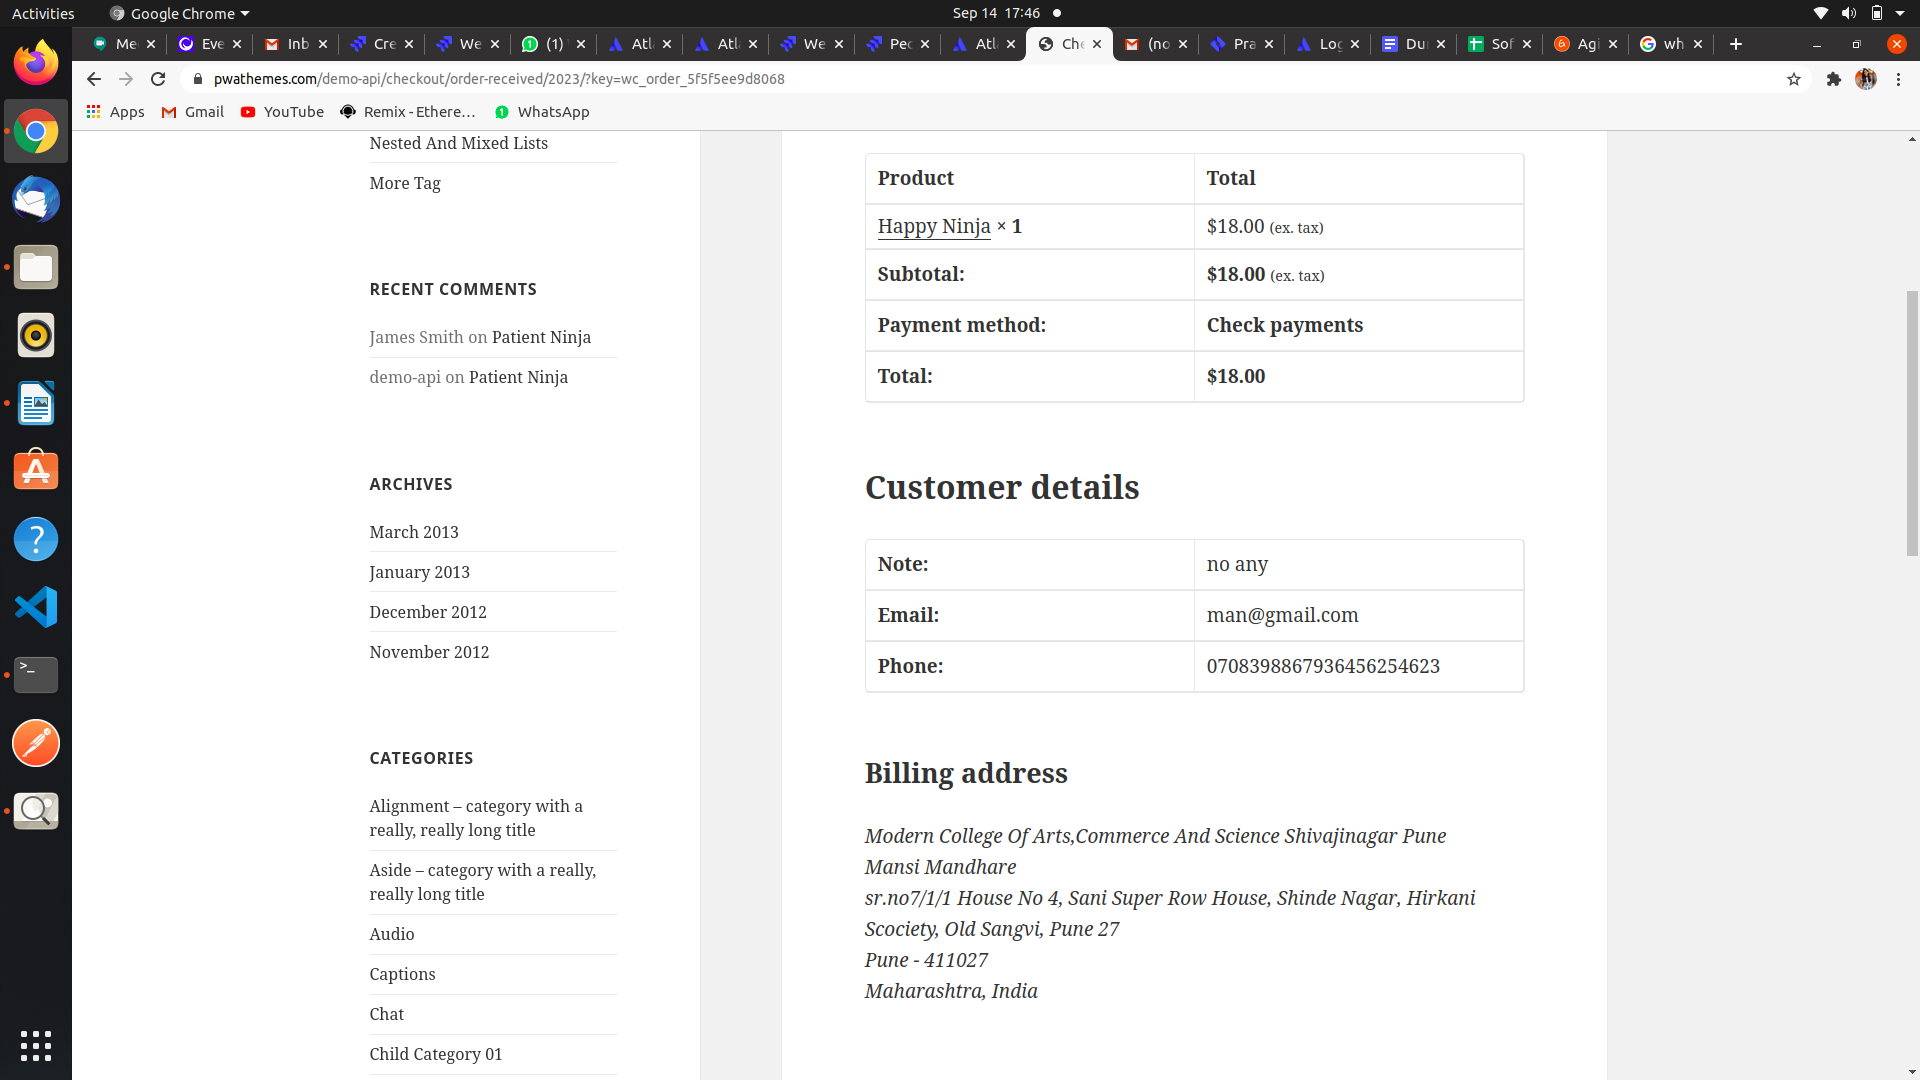 Activities
Google Chrome
Sep 14 17:46
Me
Eve
Inb
Cre
We
(1)
Atl
Atl
We
Pec
Atl
Che
(no
Pra
Log
Du
Sof
Agi
wh
pwathemes.com/demo-api/checkout/order-received/2023/?key=wc_order_5f5f5ee9d8068
Apps
Gmail
YouTube
Remix - Ethere...
WhatsApp
Nested And Mixed Lists
More Tag
RECENT COMMENTS
James Smith on Patient Ninja
demo-api on Patient Ninja
ARCHIVES
March 2013
January 2013
December 2012
November 2012
CATEGORIES
Alignment – category with a
really, really long title
Aside – category with a really,
really long title
Audio
Captions
Chat
Child Category 01
Product Total
Happy Ninja × 1 $18.00 (ex. tax)
Subtotal: $18.00 (ex. tax)
Payment method: Check payments
Total: $18.00
Customer details
Note: no any
Email: man@gmail.com
Phone: 0708398867936456254623
Billing address
Modern College Of Arts,Commerce And Science Shivajinagar Pune
Mansi Mandhare
sr.no7/1/1 House No 4, Sani Super Row House, Shinde Nagar, Hirkani
Scociety, Old Sangvi, Pune 27
Pune - 411027
Maharashtra, India